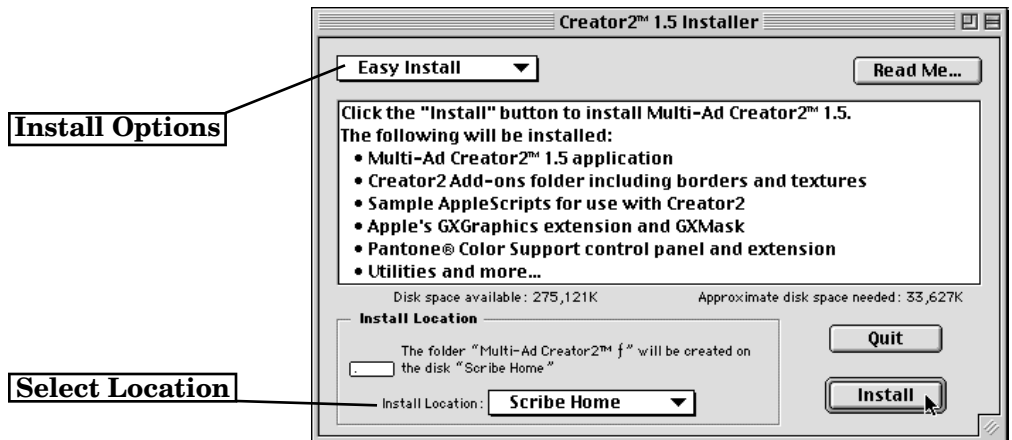 Creator2™ 1.5 Installer
Easy Install
Read Me...
Install Options
Click the "Install" button to install Multi-Ad Creator2™ 1.5.
The following will be installed:
• Multi-Ad Creator2™ 1.5 application
• Creator2 Add-ons folder including borders and textures
• Sample AppleScripts for use with Creator2
• Apple's GXGraphics extension and GXMask
• Pantone® Color Support control panel and extension
• Utilities and more...
Disk space available: 275,121K
Approximate disk space needed: 33,627K
Install Location
The folder "Multi-Ad Creator2™ ƒ" will be created on
the disk "Scribe Home"
Quit
Select Location
Install Location: Scribe Home
Install